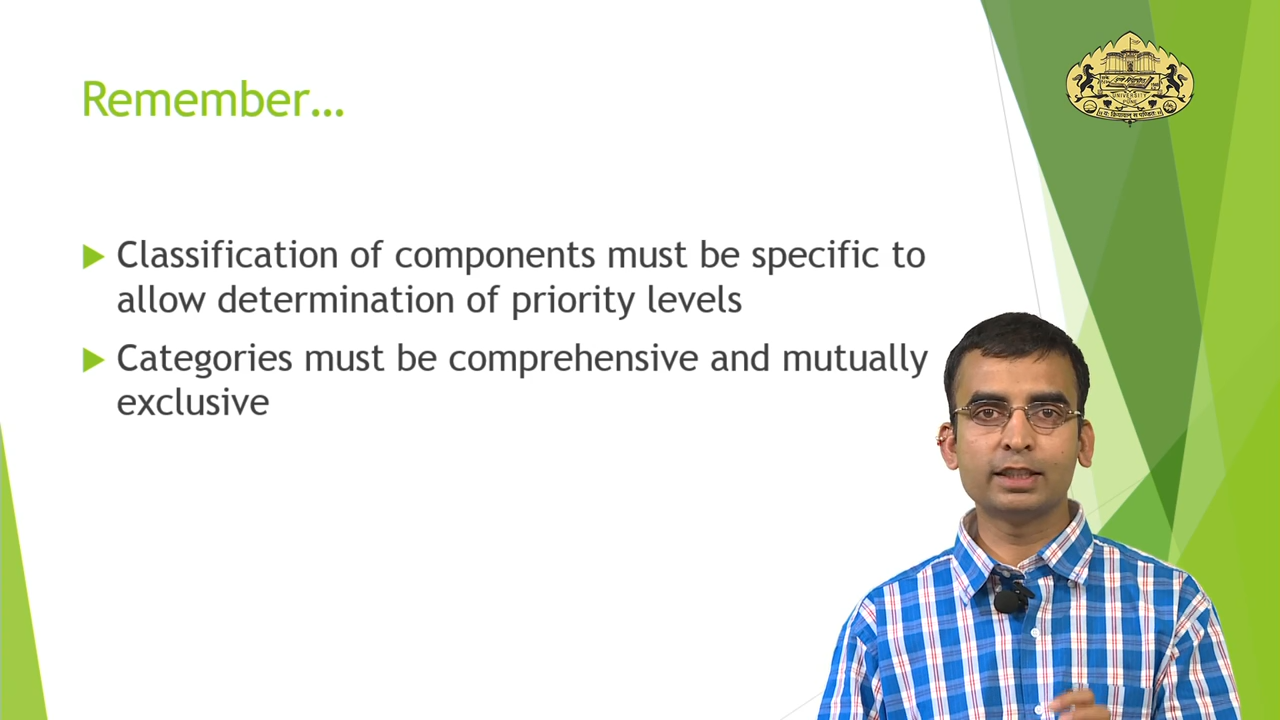 Remember...
Classification of components must be specific to
allow determination of priority levels
Categories must be comprehensive and mutually
exclusive
UNIVERSITY